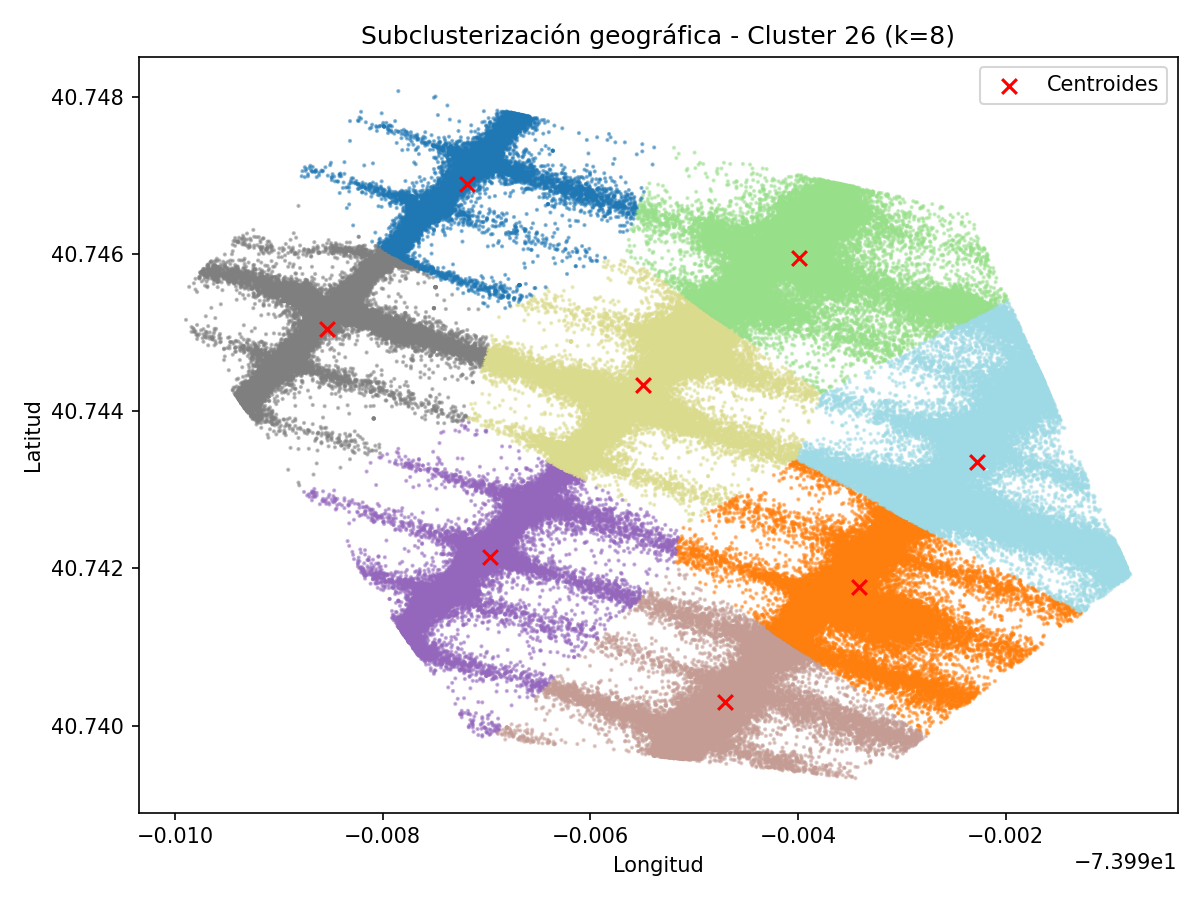 Subclusterización geográfica - Cluster 26 (k=8)
Centroides
40.748
40.746
40.744
40.742
40.740
Latitud
−0.010
−0.008
−0.006
−0.004
−0.002
Longitud
−7.399e1